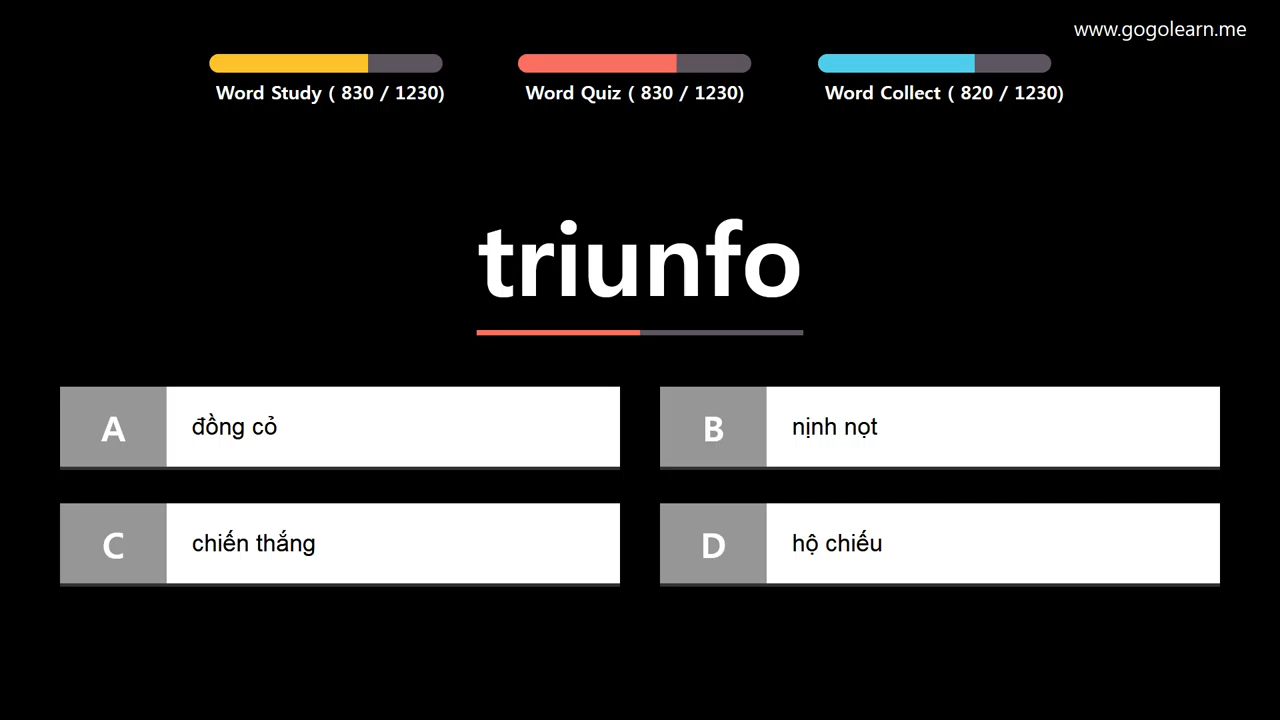 www.gogolearn.me
Word Study ( 830 / 1230)
Word Quiz ( 830 / 1230)
Word Collect ( 820 / 1230)
triunfo
A đồng cỏ
B nịnh nọt
C chiến thắng
D hộ chiếu